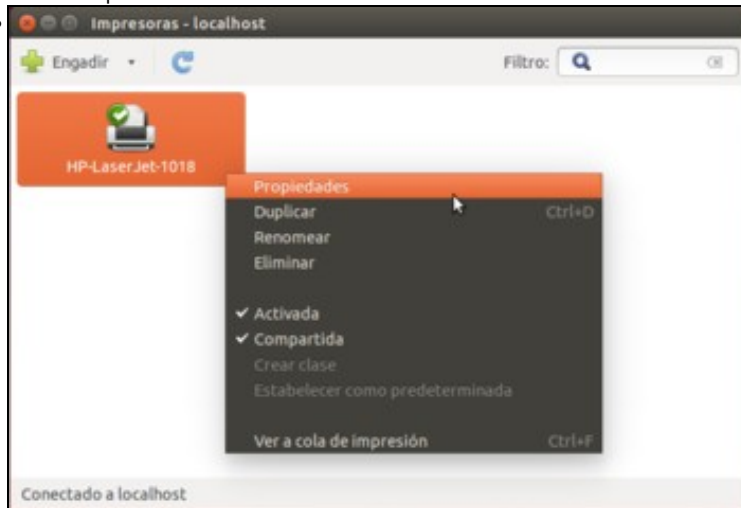 Impresoras - localhost
Engadir
Filtro:
HP-LaserJet-1018
Propiedades
Duplicar Ctrl+D
Renomear
Eliminar
Activada
Compartida
Crear clase
Estabelecer como predeterminada
Ver a cola de impresión Ctrl+F
Conectado a localhost